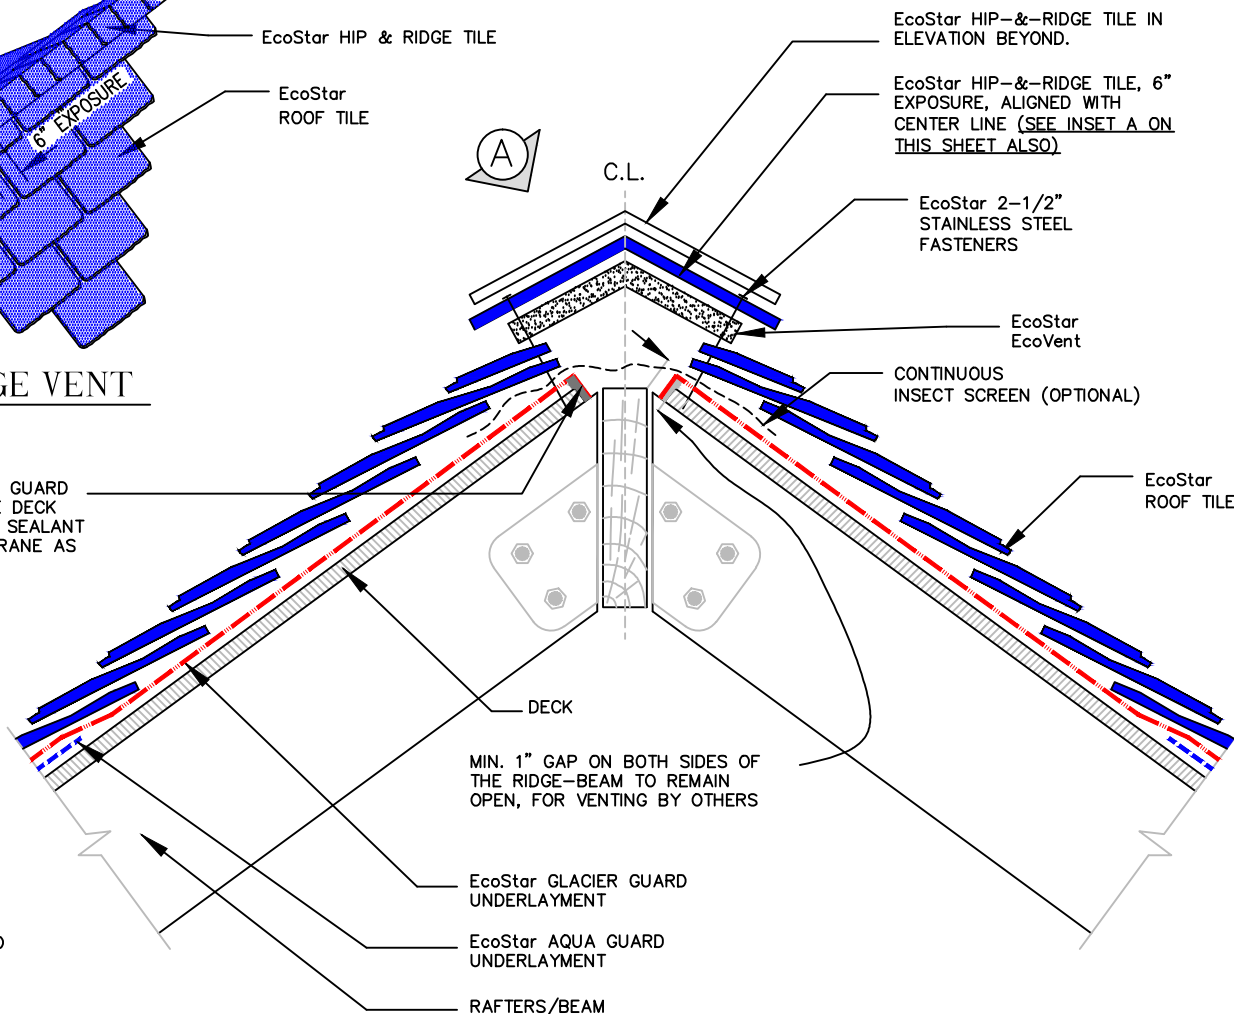 EcoStar HIP & RIDGE TILE
EcoStar
ROOF TILE
6" EXPOSURE
GE VENT
A
C.L.
EcoStar HIP-&-RIDGE TILE IN
ELEVATION BEYOND.
EcoStar HIP-&-RIDGE TILE, 6"
EXPOSURE, ALIGNED WITH
CENTER LINE (SEE INSET A ON
THIS SHEET ALSO)
EcoStar 2-1/2"
STAINLESS STEEL
FASTENERS
EcoStar
EcoVent
CONTINUOUS
INSECT SCREEN (OPTIONAL)
EcoStar
ROOF TILE
GUARD
DECK
SEALANT
RANE AS
DECK
MIN. 1" GAP ON BOTH SIDES OF
THE RIDGE-BEAM TO REMAIN
OPEN, FOR VENTING BY OTHERS
EcoStar GLACIER GUARD
UNDERLAYMENT
EcoStar AQUA GUARD
UNDERLAYMENT
RAFTERS/BEAM